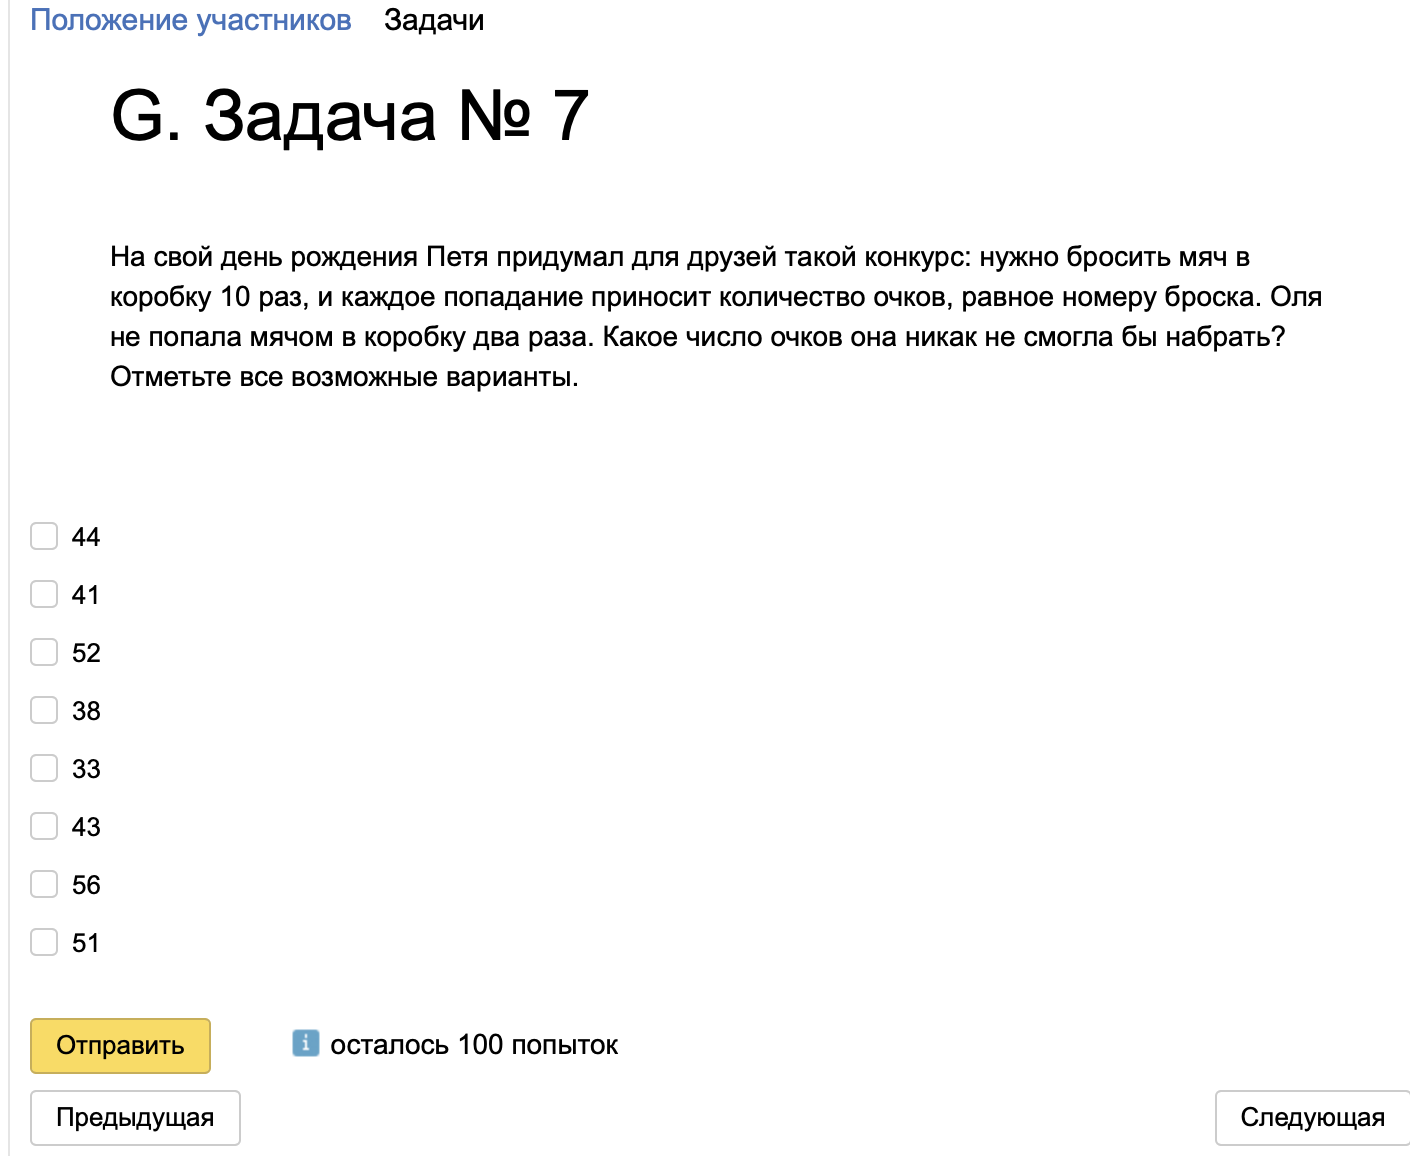 Положение участников Задачи
G. Задача № 7
На свой день рождения Петя придумал для друзей такой конкурс: нужно бросить мяч в
коробку 10 раз, и каждое попадание приносит количество очков, равное номеру броска. Оля
не попала мячом в коробку два раза. Какое число очков она никак не смогла бы набрать?
Отметьте все возможные варианты.
44
41
52
38
33
43
56
51
Отправить
i осталось 100 попыток
Предыдущая
Следующая